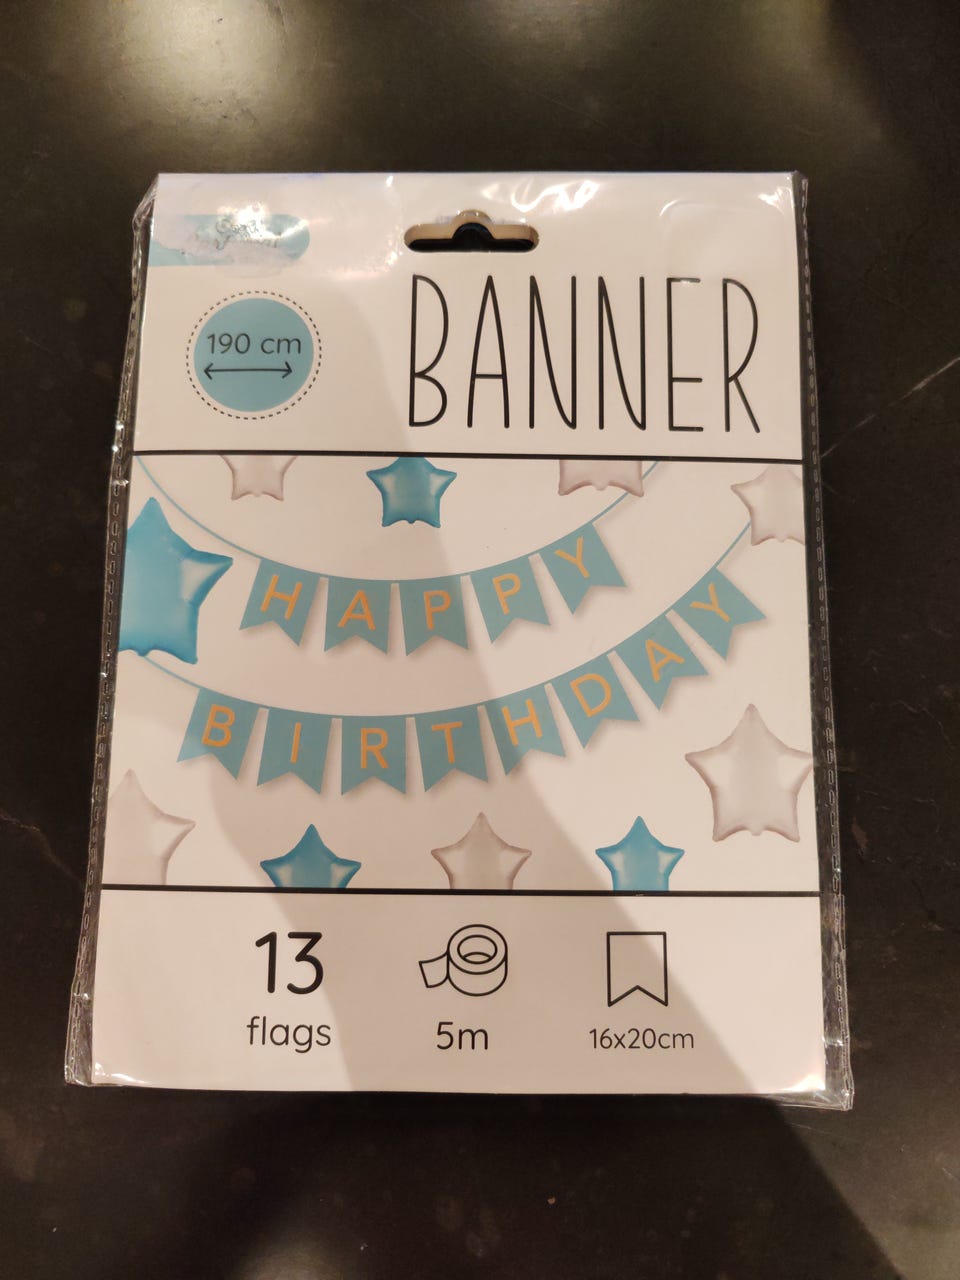 190 cm
BANNER
HAPPY
BIRTHDAY
13
flags
5m
16x20cm